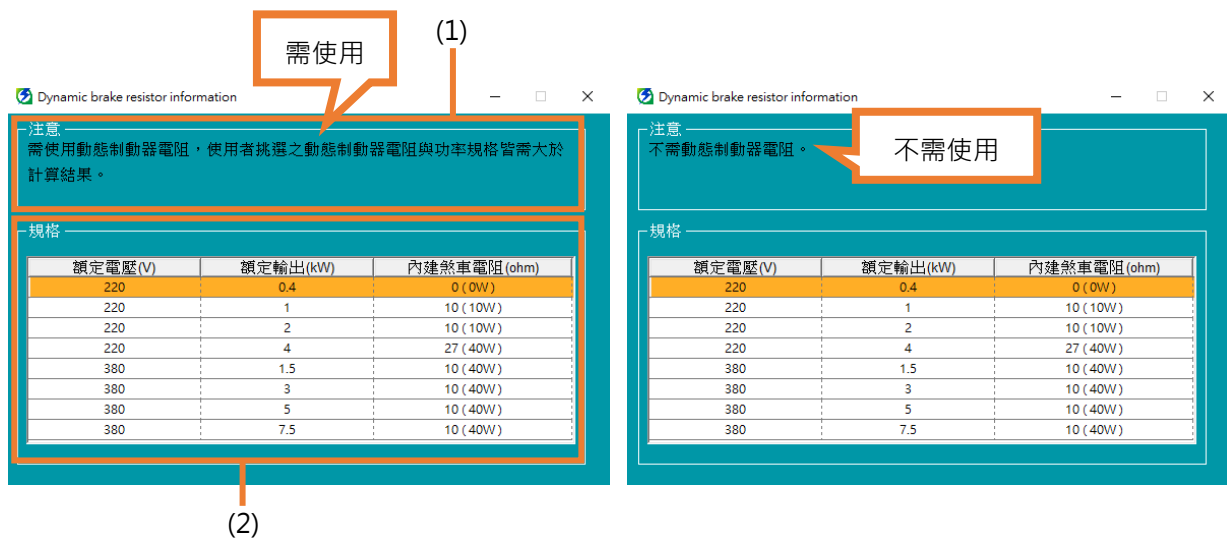 (1)
需使用
Dynamic brake resistor information
注意
需使用動態制動器電阻，使用者挑選之動態制動器電阻與功率規格皆需大於
計算結果。
規格
額定電壓(V) 額定輸出(kW) 內建煞車電阻(ohm)
220 0.4 0 ( 0W )
220 1 10 ( 10W )
220 2 10 ( 10W )
220 4 27 ( 40W )
380 1.5 10 ( 40W )
380 3 10 ( 40W )
380 5 10 ( 40W )
380 7.5 10 ( 40W )
(2)
Dynamic brake resistor information
注意
不需動態制動器電阻。
不需使用
規格
額定電壓(V) 額定輸出(kW) 內建煞車電阻(ohm)
220 0.4 0 ( 0W )
220 1 10 ( 10W )
220 2 10 ( 10W )
220 4 27 ( 40W )
380 1.5 10 ( 40W )
380 3 10 ( 40W )
380 5 10 ( 40W )
380 7.5 10 ( 40W )